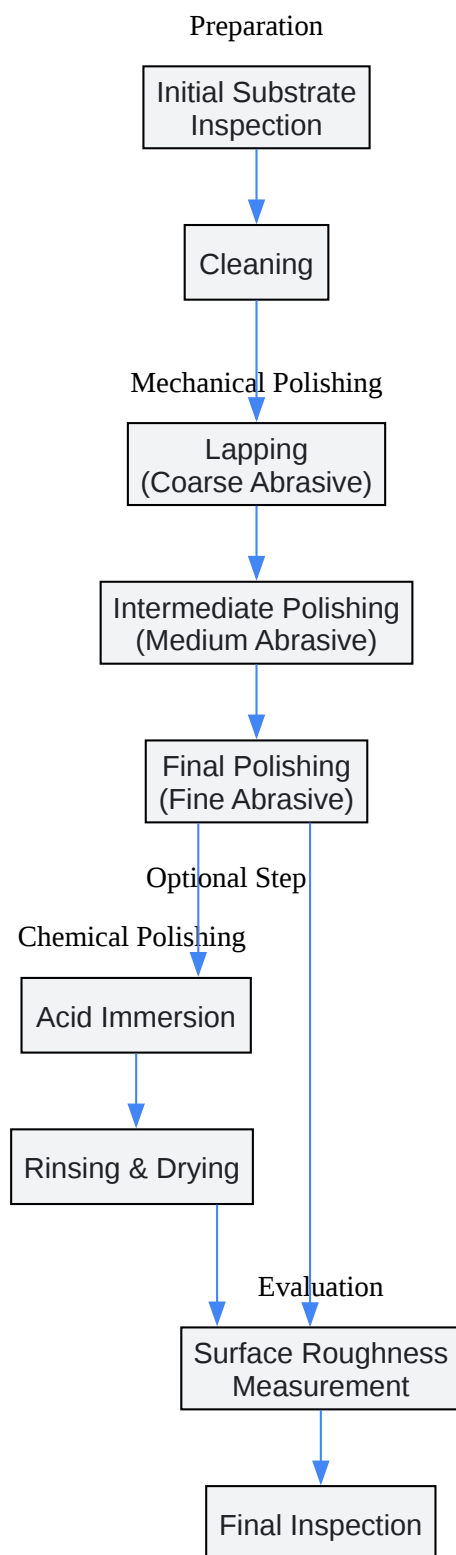 Preparation
Initial Substrate
Inspection
Cleaning
Mechanical Polishing
Lapping
(Coarse Abrasive)
Intermediate Polishing
(Medium Abrasive)
Final Polishing
(Fine Abrasive)
Optional Step
Chemical Polishing
Acid Immersion
Rinsing & Drying
Evaluation
Surface Roughness
Measurement
Final Inspection